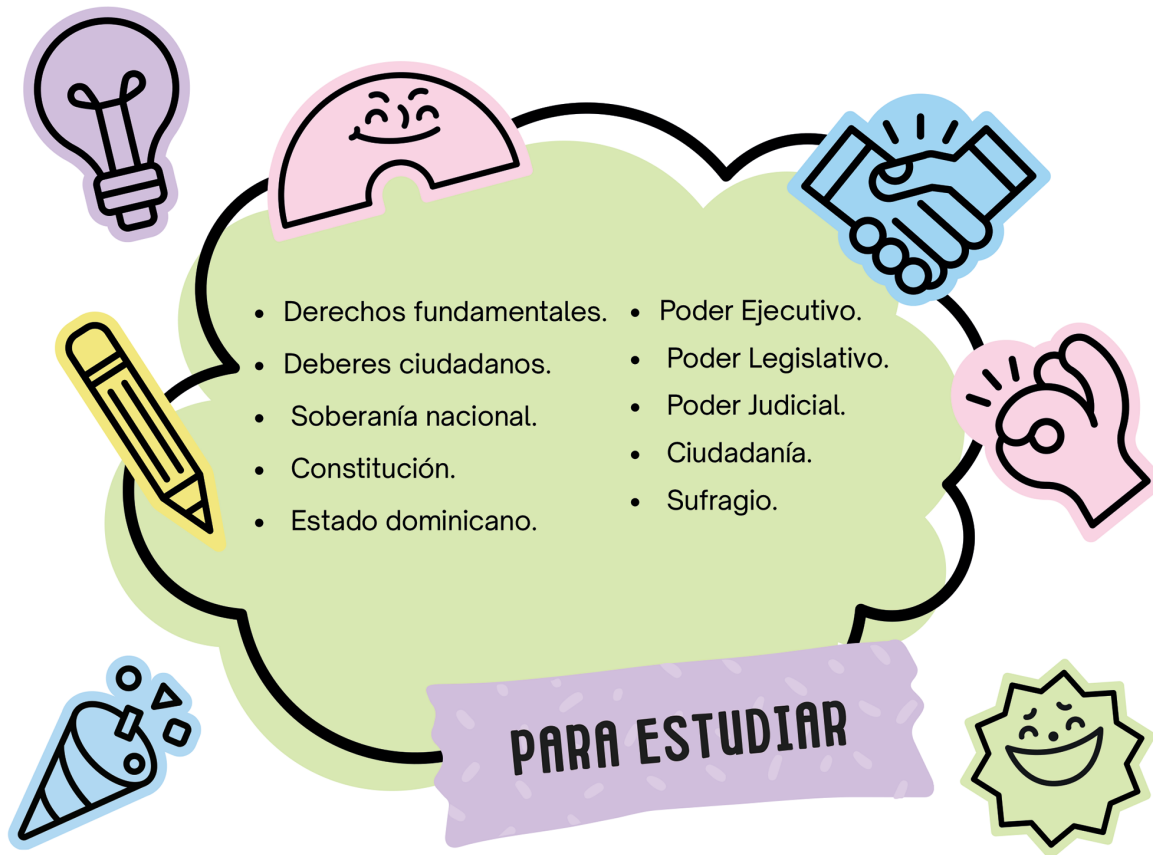 • Derechos fundamentales.
• Deberes ciudadanos.
• Soberanía nacional.
• Constitución.
• Estado dominicano.
• Poder Ejecutivo.
• Poder Legislativo.
• Poder Judicial.
• Ciudadanía.
• Sufragio.
PARA ESTUDIAR